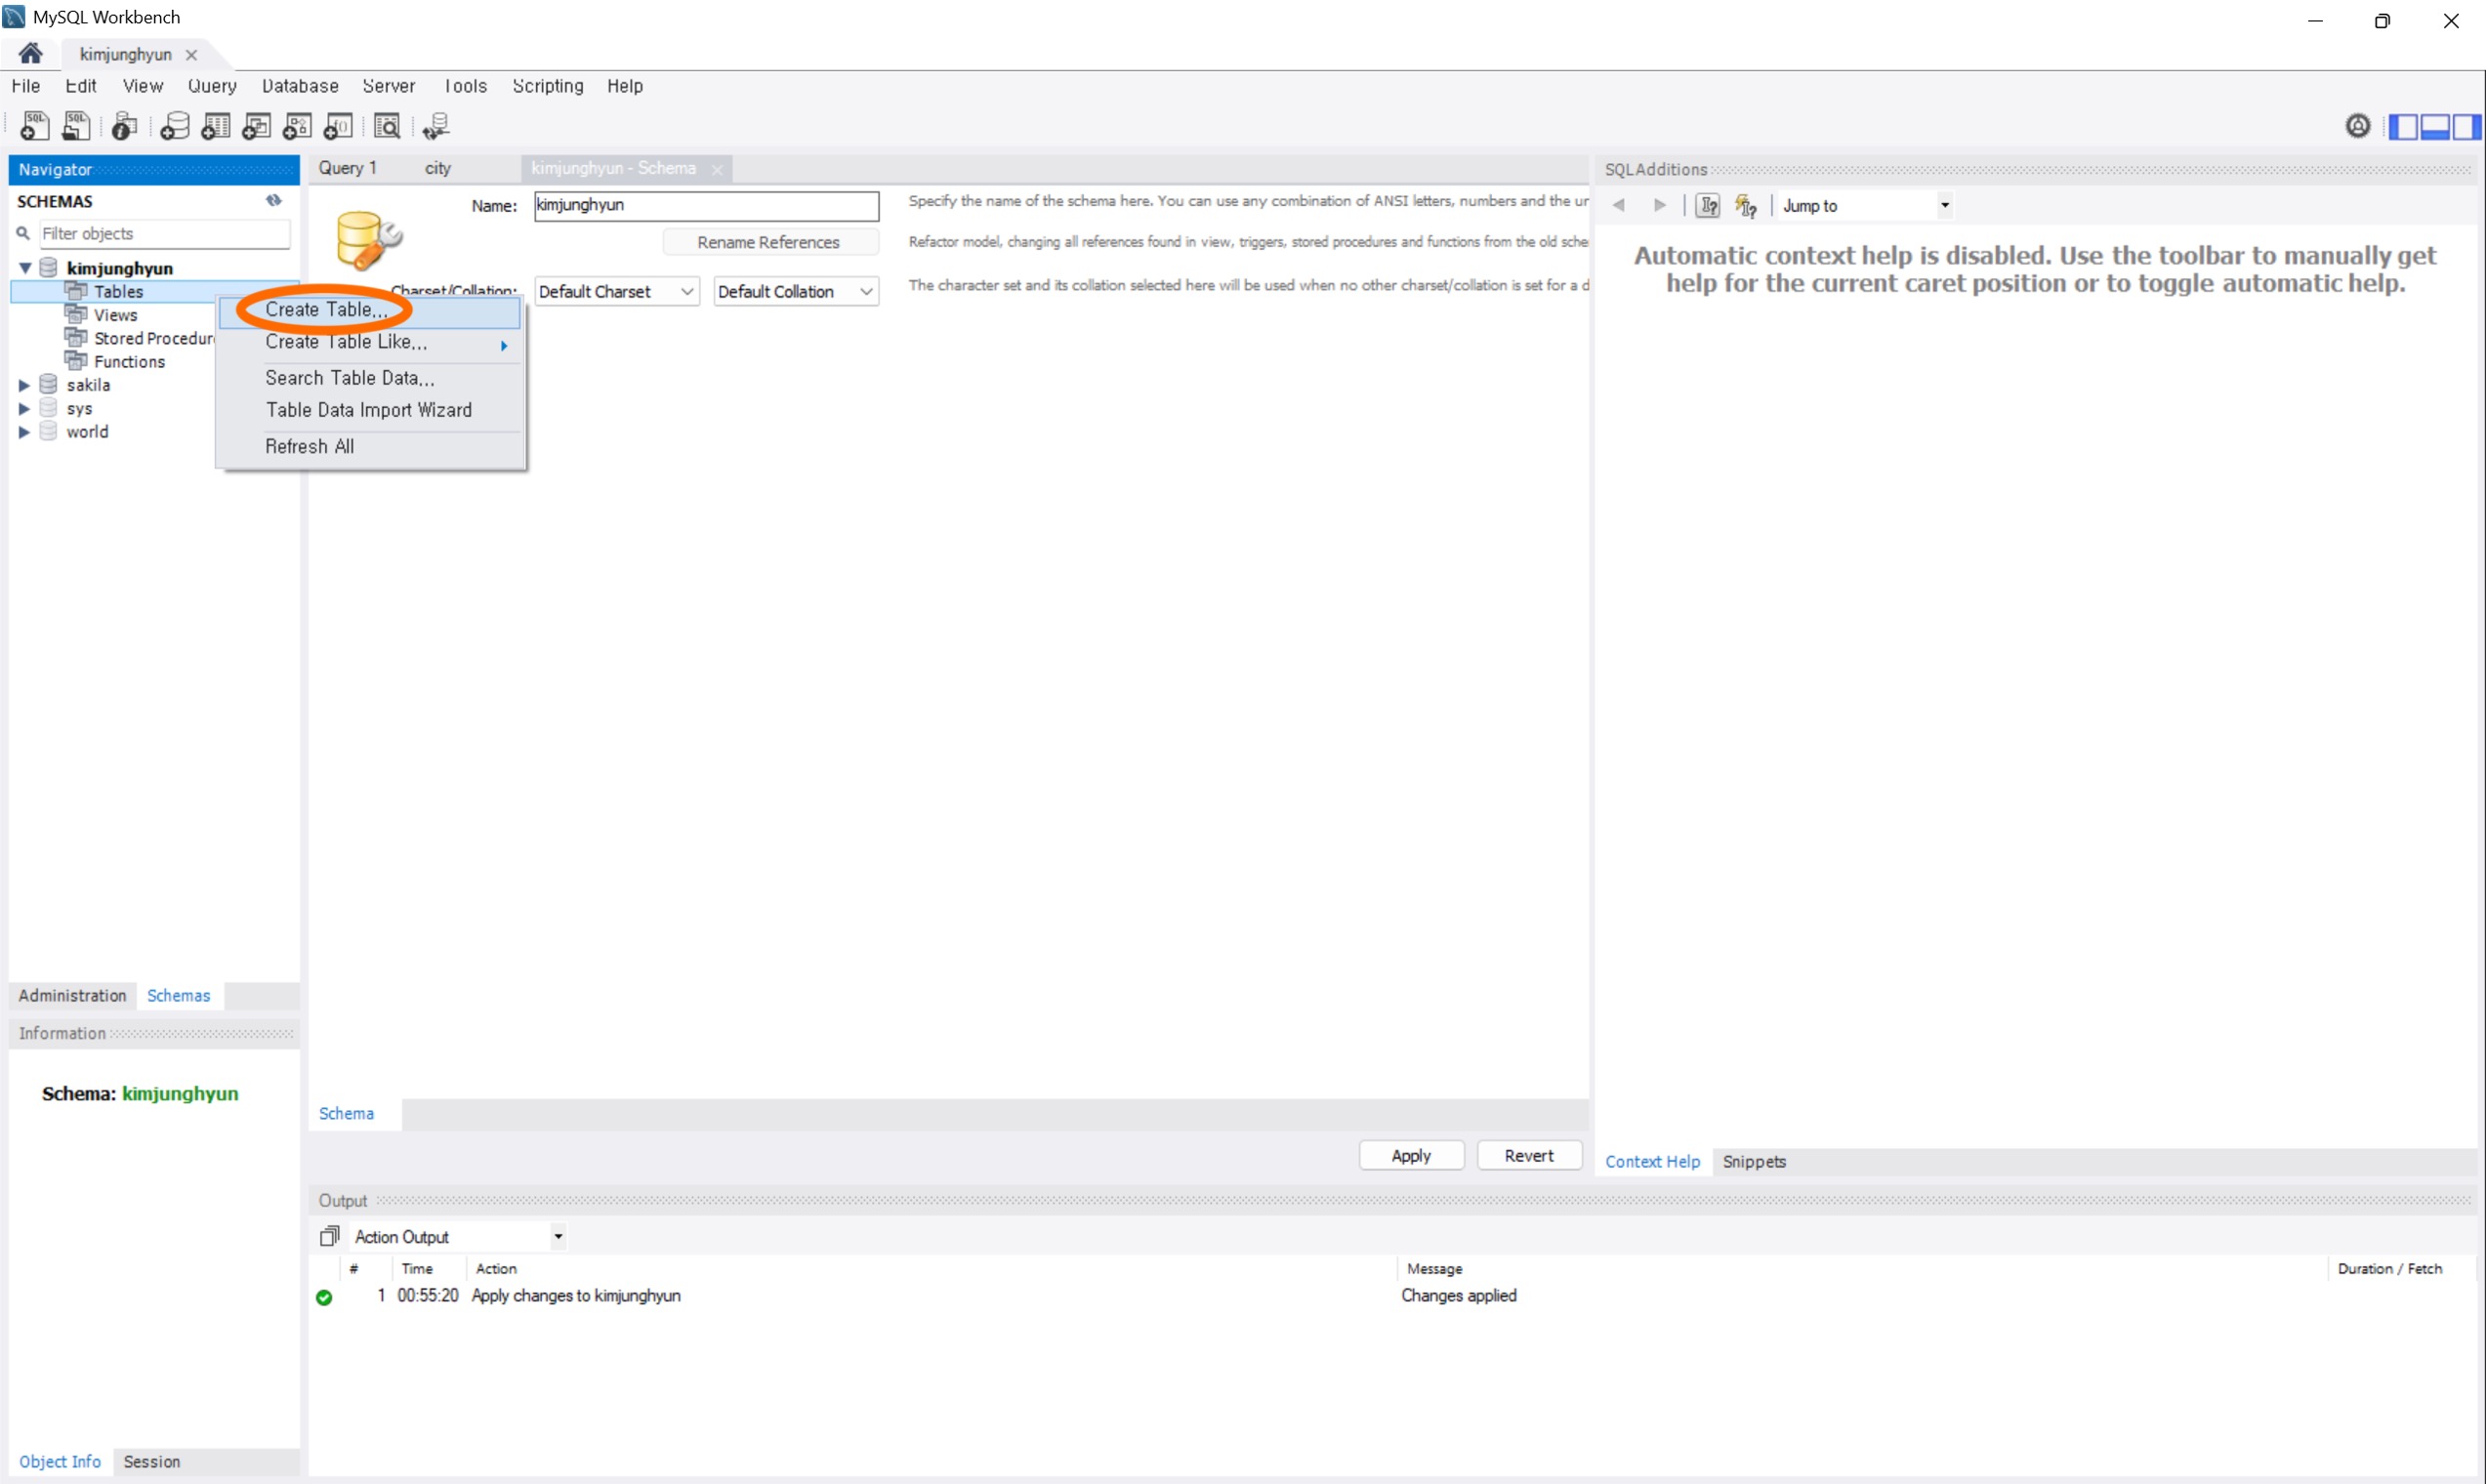 MySQL Workbench
kimjunghyun
File Edit View Query Database Server Tools Scripting Help
Navigator
SCHEMAS
Filter objects
kimjunghyun
Tables
Views
Stored Procedur
Functions
sakila
sys
world
Create Table...
Create Table Like...
Search Table Data...
Table Data Import Wizard
Refresh All
Administration Schemas
Information
Schema: kimjunghyun
Object Info Session
Query 1 city kimjunghyun - Schema
Name: kimjunghyun
Specify the name of the schema here. You can use any combination of ANSI letters, numbers and the ur
Rename References
Refactor model, changing all references found in view, triggers, stored procedures and functions from the old sche
Charset/Collation: Default Charset Default Collation
The character set and its collation selected here will be used when no other charset/collation is set for a d
Schema
Apply Revert
SQLAdditions
Jump to
Automatic context help is disabled. Use the toolbar to manually get
help for the current caret position or to toggle automatic help.
Context Help Snippets
Output
Action Output
# Time Action Message Duration / Fetch
1 00:55:20 Apply changes to kimjunghyun Changes applied